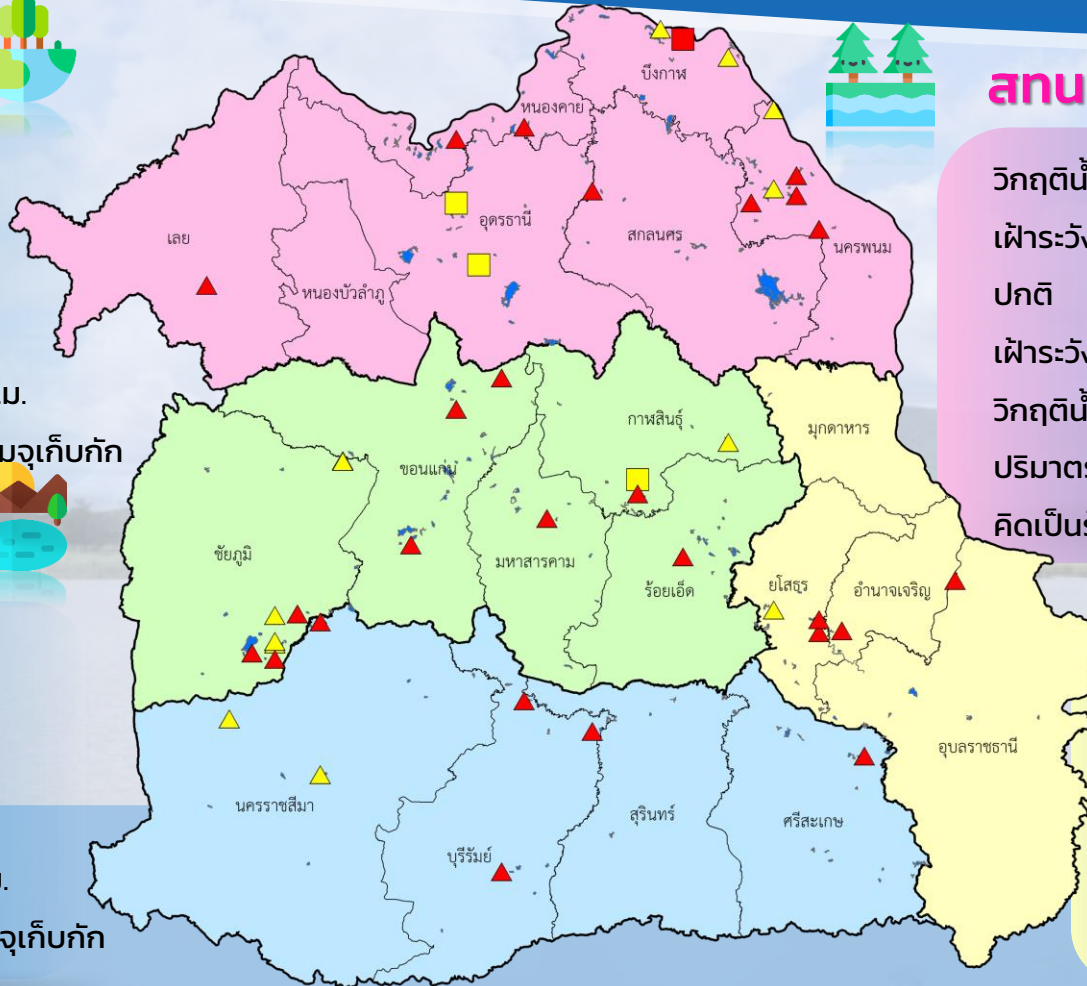 สทน
บึงกาฬ
หนองคาย
วิกฤติน้ำ
เฝ้าระวัง
ปกติ
เฝ้าระวัง
วิกฤติน้ำ
ปริมาตร
คิดเป็นร้
เลย
อุดรธานี
สกลนคร
นครพนม
หนองบัวลำภู
ม.
มจุเก็บกัก
กาฬสินธุ์
มุกดาหาร
ขอนแก่น
ชัยภูมิ
มหาสารคาม
ร้อยเอ็ด
ยโสธร
อำนาจเจริญ
อุบลราชธานี
นครราชสีมา
สุรินทร์
ศรีสะเกษ
บุรีรัมย์
ม.
จุเก็บกัก